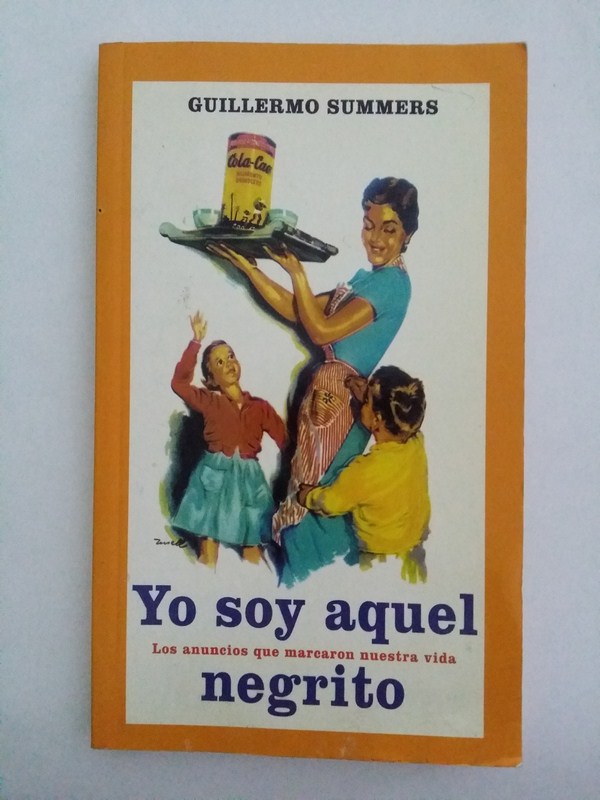 GUILLERMO SUMMERS
Cola-Cao
Yo soy aquel
Los anuncios que marcaron nuestra vida
negrito